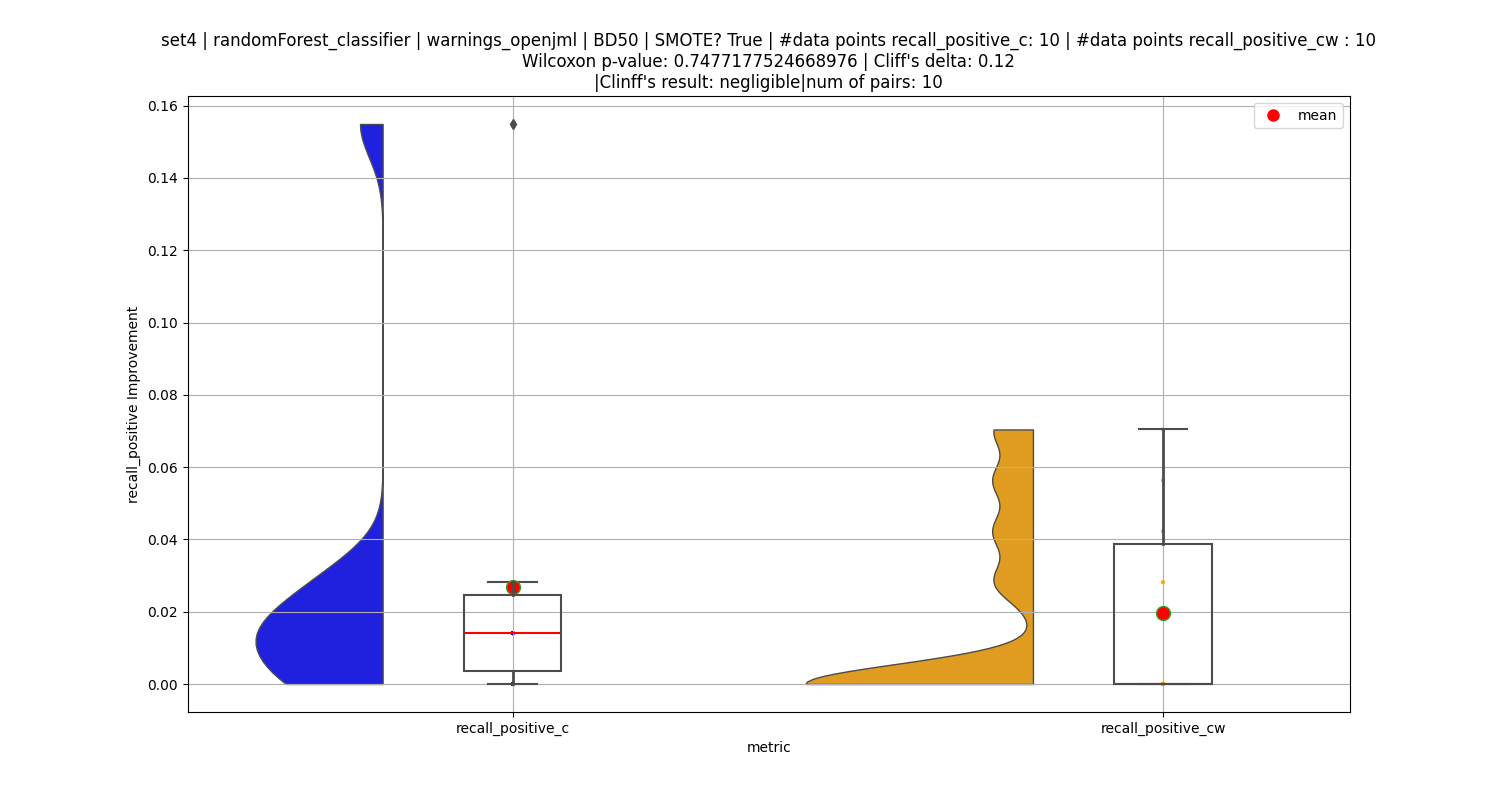 set4 | randomForest_classifier | warnings_openjml | BD50 | SMOTE? True | #data points recall_positive_c: 10 | #data points recall_positive_cw : 10
Wilcoxon p-value: 0.7477177524668976 | Cliff's delta: 0.12
|Clinff's result: negligible|num of pairs: 10
mean
0.16
0.14
0.12
0.10
0.08
0.06
0.04
0.02
0.00
recall_positive Improvement
recall_positive_c
recall_positive_cw
metric